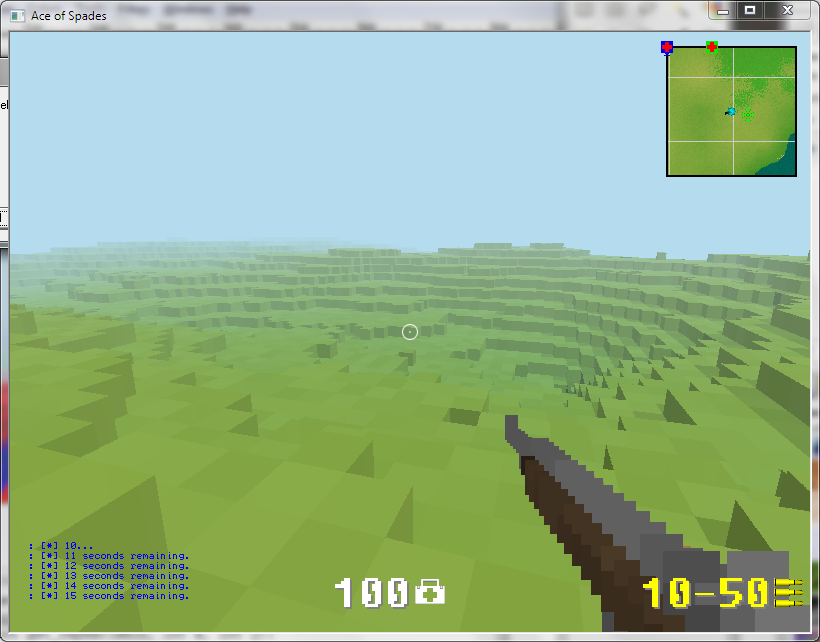 Ace of Spades
: [*] 10...
: [*] 11 seconds remaining.
: [*] 12 seconds remaining.
: [*] 13 seconds remaining.
: [*] 14 seconds remaining.
: [*] 15 seconds remaining.
100
10-50
el